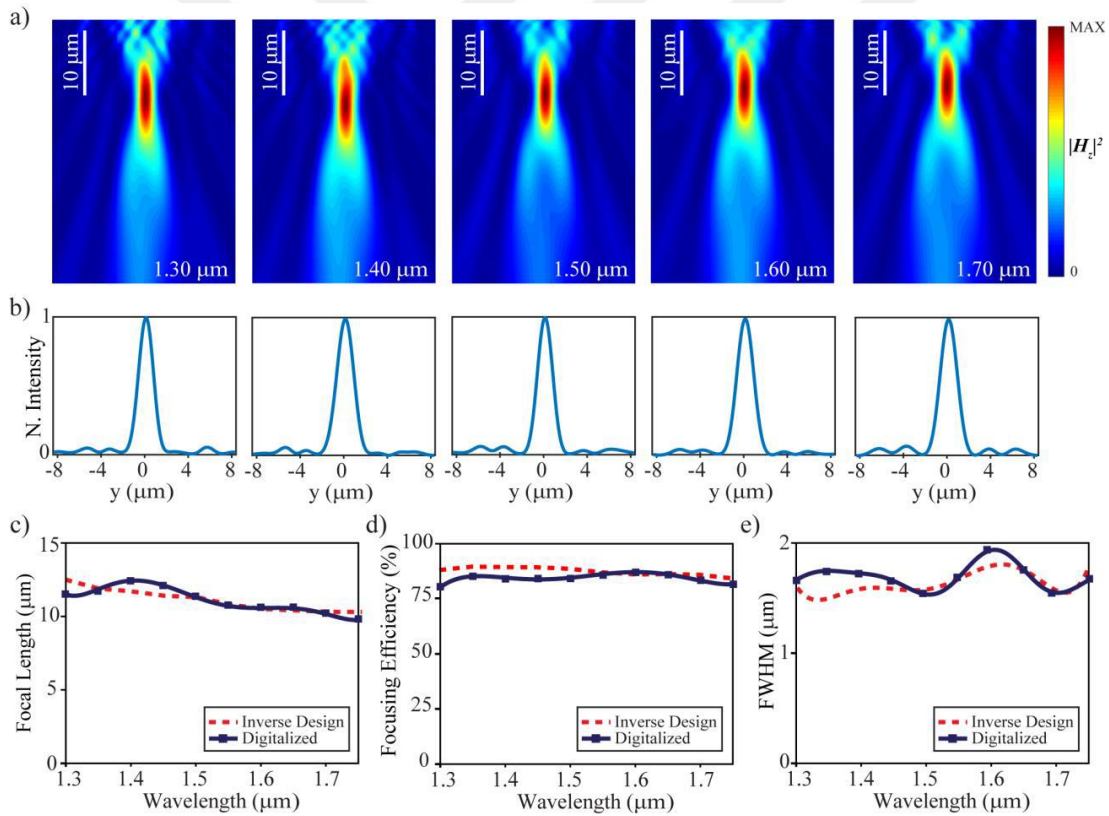 a)
10 μm
10 μm
10 μm
10 μm
10 μm
MAX
|H_z|²
0
1.30 μm
1.40 μm
1.50 μm
1.60 μm
1.70 μm
b)
N. Intensity
1
0
-8 -4 0 4 8
-8 -4 0 4 8
-8 -4 0 4 8
-8 -4 0 4 8
-8 -4 0 4 8
y (μm)
y (μm)
y (μm)
y (μm)
y (μm)
c)
Focal Length (μm)
15
10
5
0
Inverse Design
Digitalized
1.3 1.4 1.5 1.6 1.7
Wavelength (μm)
d)
Focusing Efficiency (%)
100
75
50
25
0
Inverse Design
Digitalized
1.3 1.4 1.5 1.6 1.7
Wavelength (μm)
e)
FWHM (μm)
2
1
0
Inverse Design
Digitalized
1.3 1.4 1.5 1.6 1.7
Wavelength (μm)